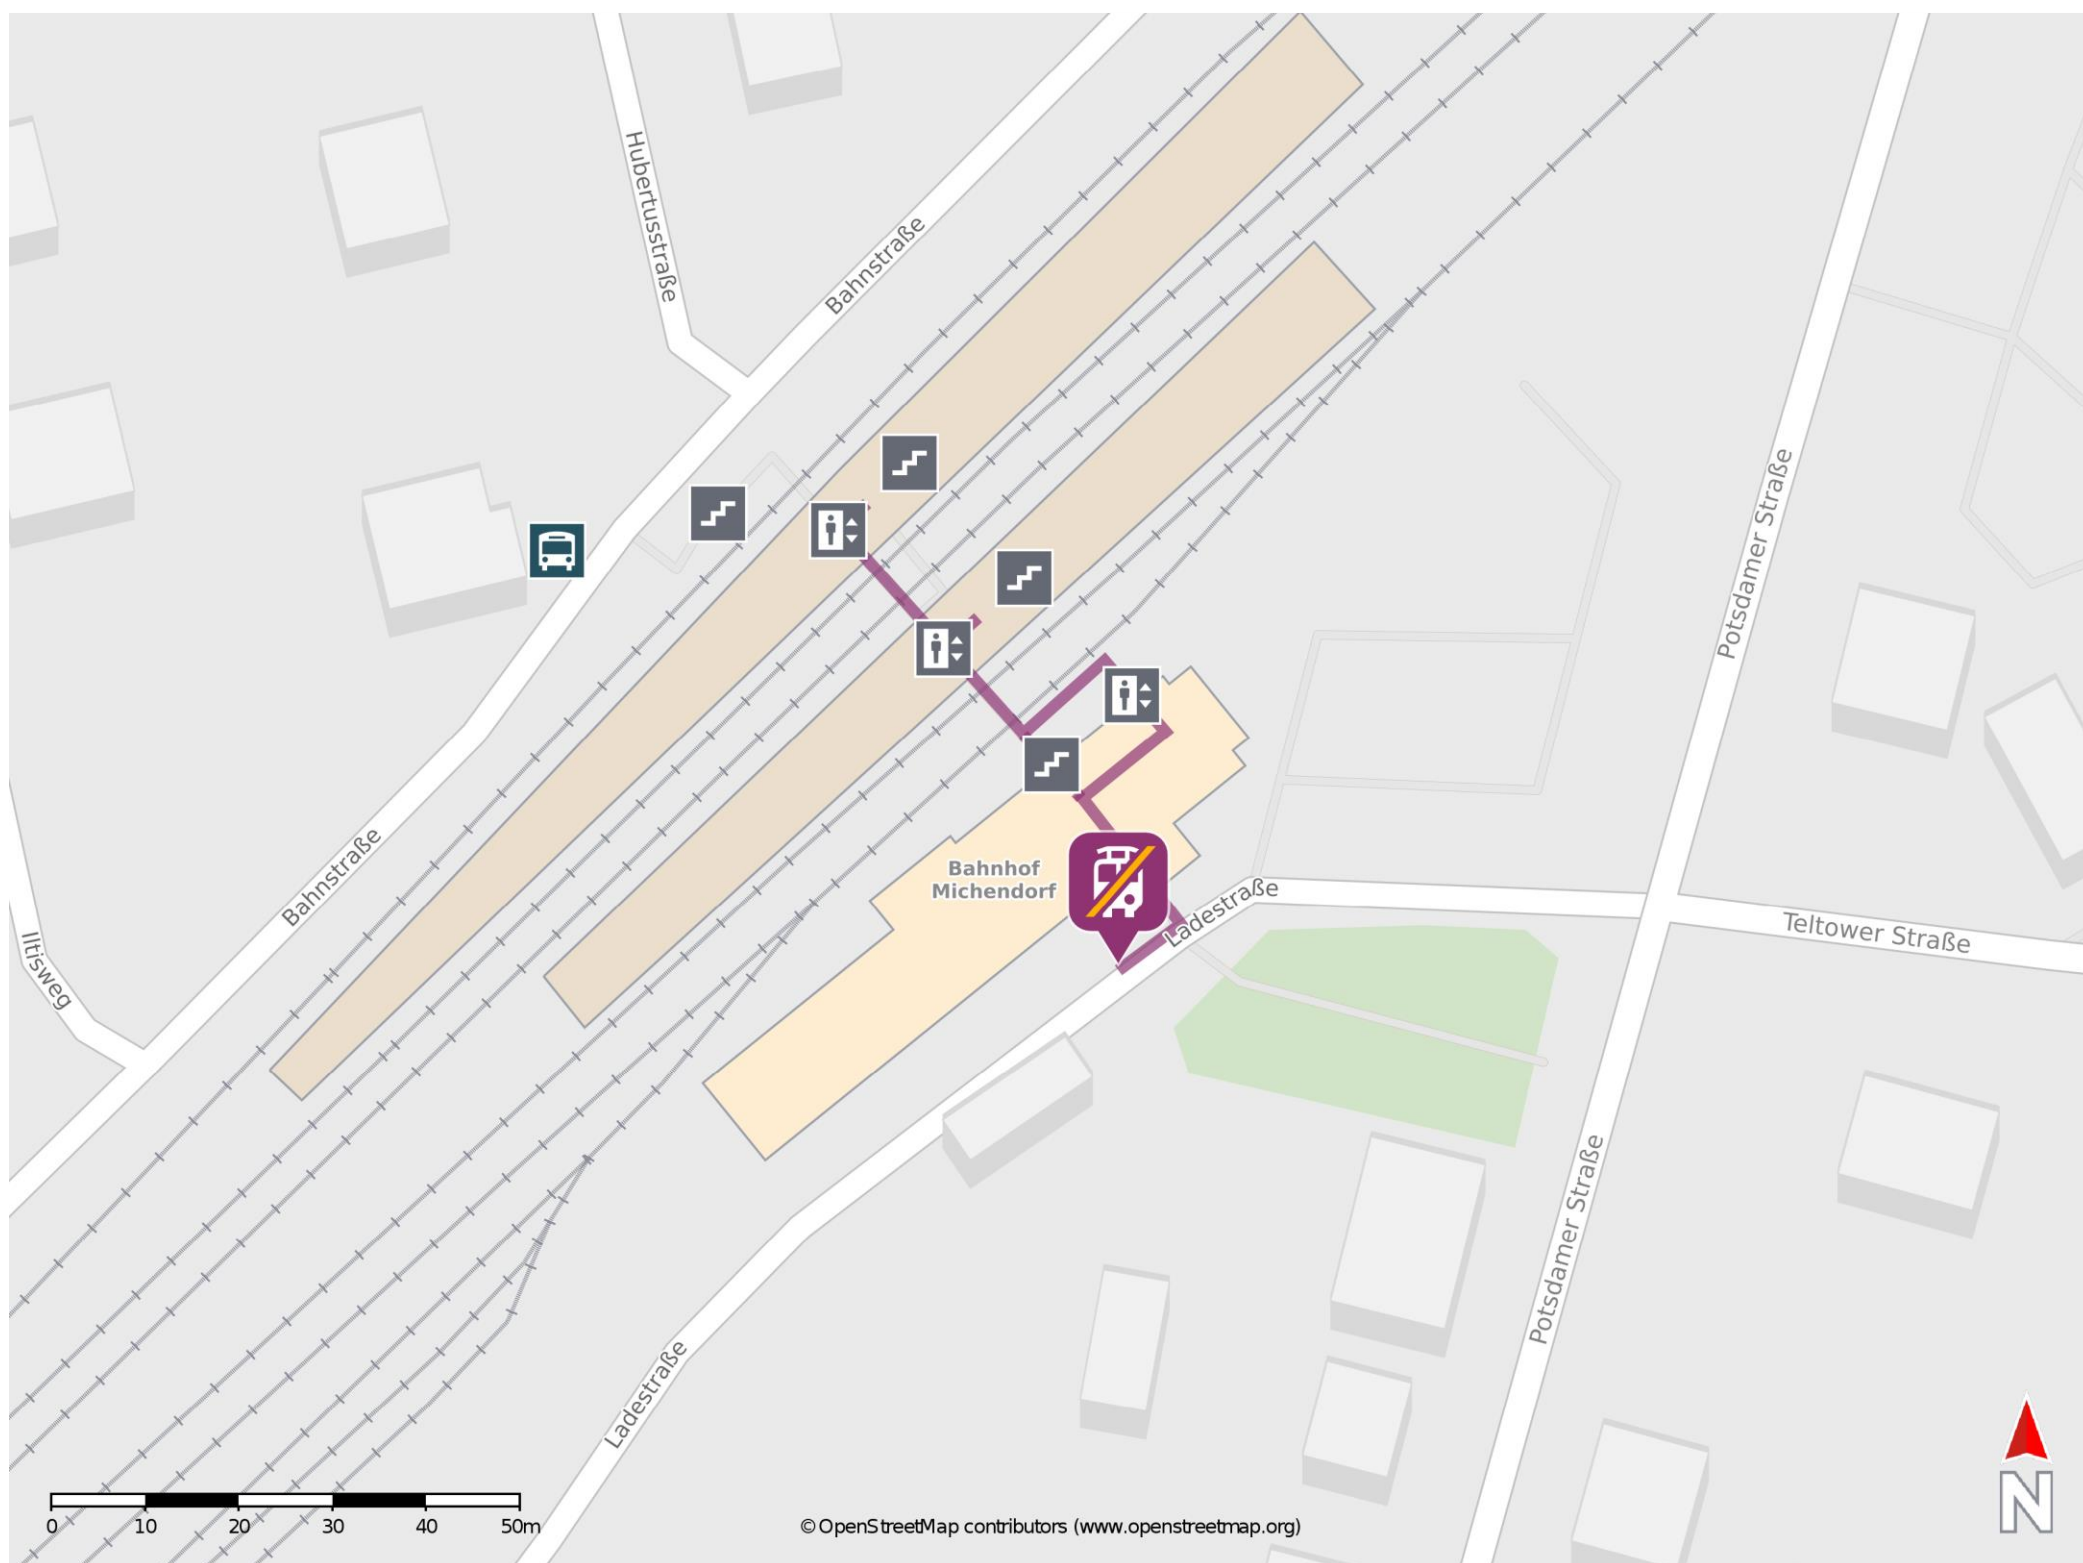 Hubertusstraße
Bahnstraße
Potsdamer Straße
Bahnstraße
Bahnhof
Michendorf
Ladestraße
Teltower Straße
Iltisweg
Potsdamer Straße
Ladestraße
N
0 10 20 30 40 50m
© OpenStreetMap contributors (www.openstreetmap.org)